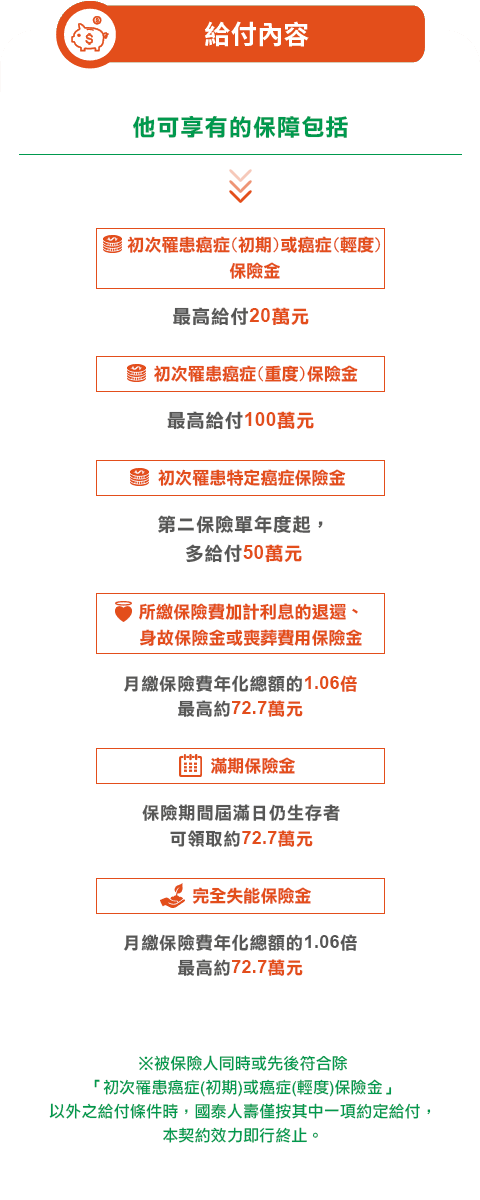 給付內容
他可享有的保障包括
初次罹患癌症(初期)或癌症(輕度)
保險金
最高給付20萬元
初次罹患癌症(重度)保險金
最高給付100萬元
初次罹患特定癌症保險金
第二保險單年度起，
多給付50萬元
所繳保險費加計利息的退還、
身故保險金或喪葬費用保險金
月繳保險費年化總額的1.06倍
最高約72.7萬元
滿期保險金
保險期間屆滿日仍生存者
可領取約72.7萬元
完全失能保險金
月繳保險費年化總額的1.06倍
最高約72.7萬元
※被保險人同時或先後符合除
「初次罹患癌症(初期)或癌症(輕度)保險金」
以外之給付條件時，國泰人壽僅按其中一項約定給付，
本契約效力即行終止。